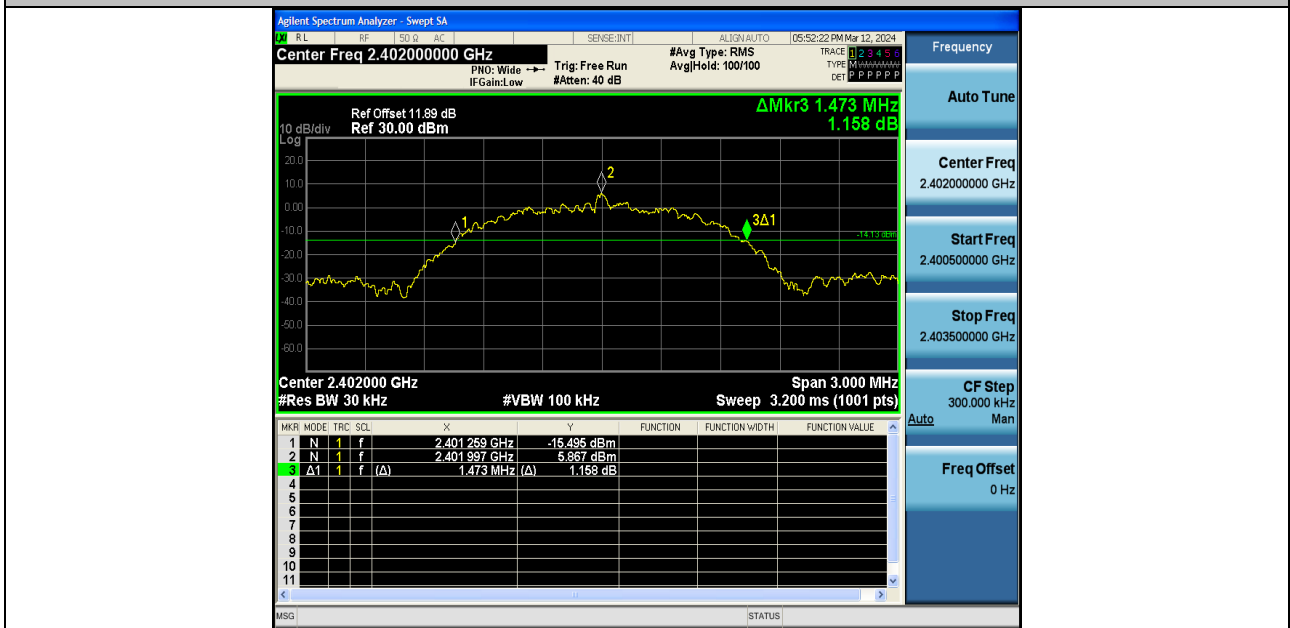 Agilent Spectrum Analyzer - Swept SA
RL RF 50 Ω AC SENSE:INT ALIGN AUTO 05:52:22 PM Mar 12, 2024
Center Freq 2.402000000 GHz
PNO: Wide
IFGain:Low
Trig: Free Run
#Atten: 40 dB
#Avg Type: RMS
Avg|Hold: 100/100
TRACE 1 2 3 4 5 6
TYPE M
DET P P P P P P
ΔMkr3 1.473 MHz
1.158 dB
Ref Offset 11.89 dB
10 dB/div Ref 30.00 dBm
Log
20.0
10.0
0.00
-10.0
-20.0
-30.0
-40.0
-50.0
-60.0
1
2
3Δ1
-14.13 dBm
Center 2.402000 GHz Span 3.000 MHz
#Res BW 30 kHz #VBW 100 kHz Sweep 3.200 ms (1001 pts)
MKR MODE TRC SCL X Y FUNCTION FUNCTION WIDTH FUNCTION VALUE
1 N 1 f 2.401 259 GHz -15.495 dBm
2 N 1 f 2.401 997 GHz 5.867 dBm
3 Δ1 1 f (Δ) 1.473 MHz (Δ) 1.158 dB
4
5
6
7
8
9
10
11
MSG STATUS
Frequency
Auto Tune
Center Freq
2.402000000 GHz
Start Freq
2.400500000 GHz
Stop Freq
2.403500000 GHz
CF Step
300.000 kHz
Auto Man
Freq Offset
0 Hz